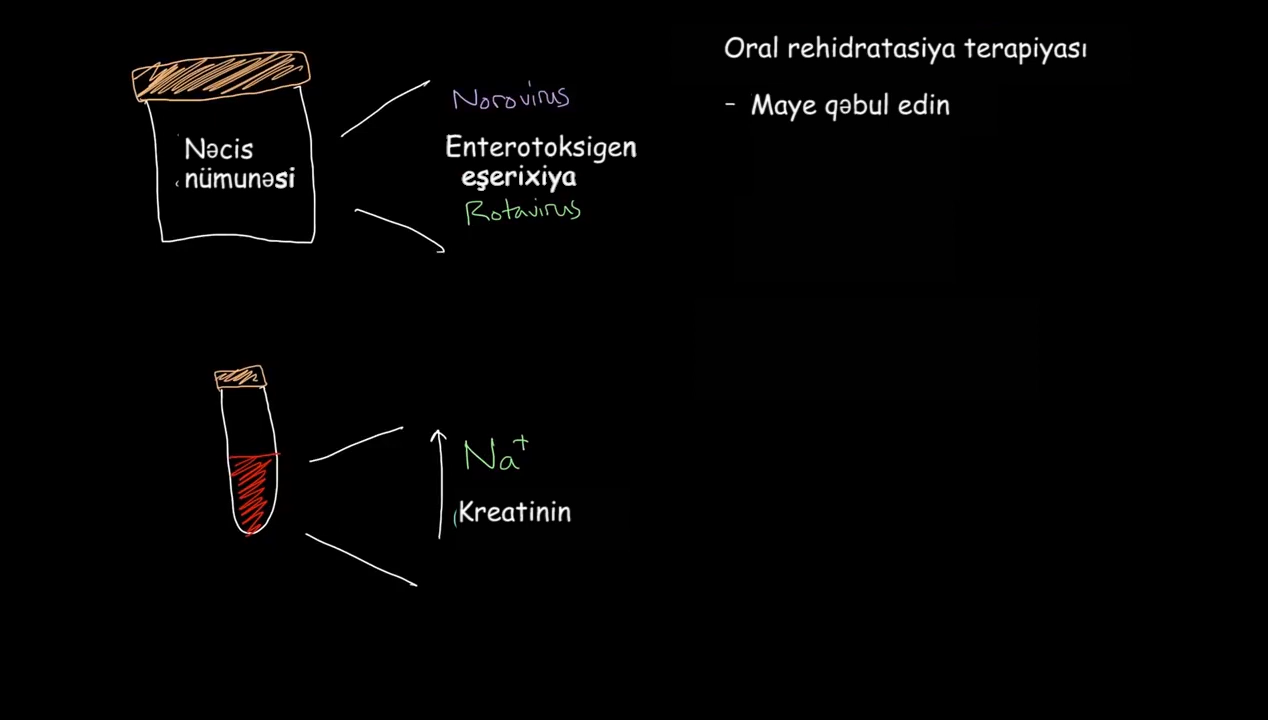 Nəcis
nümunəsi
Norovirus
Enterotoksigen
eşerixiya
Rotavirus
Oral rehidratasiya terapiyası
- Maye qəbul edin
Na+
Kreatinin